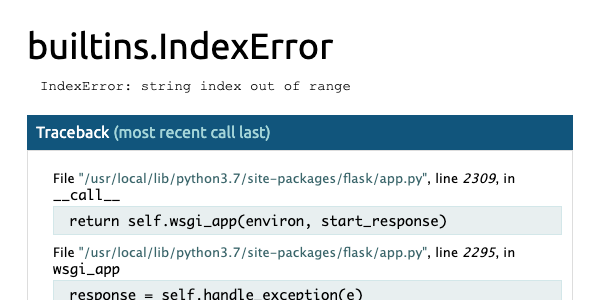 builtins.IndexError
IndexError: string index out of range
Traceback (most recent call last)
File "/usr/local/lib/python3.7/site-packages/flask/app.py", line 2309, in
__call__
return self.wsgi_app(environ, start_response)
File "/usr/local/lib/python3.7/site-packages/flask/app.py", line 2295, in
wsgi_app
response = self.handle_exception(e)